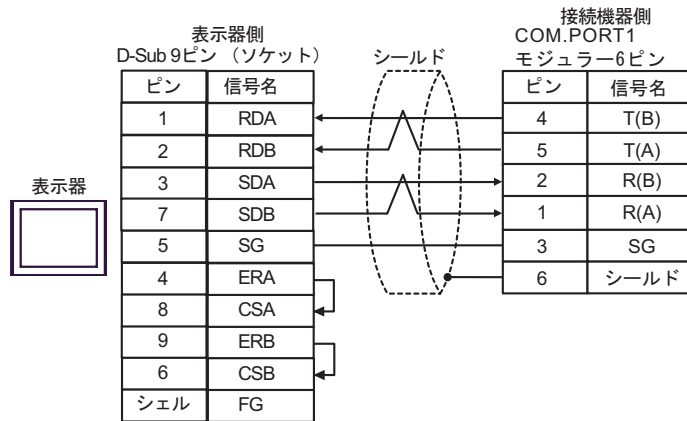 表示器側
D-Sub 9ピン （ソケット）
ピン 信号名
1 RDA
2 RDB
3 SDA
7 SDB
5 SG
4 ERA
8 CSA
9 ERB
6 CSB
シェル FG
表示器
シールド
接続機器側
COM.PORT1
モジュラー6ピン
ピン 信号名
4 T(B)
5 T(A)
2 R(B)
1 R(A)
3 SG
6 シールド